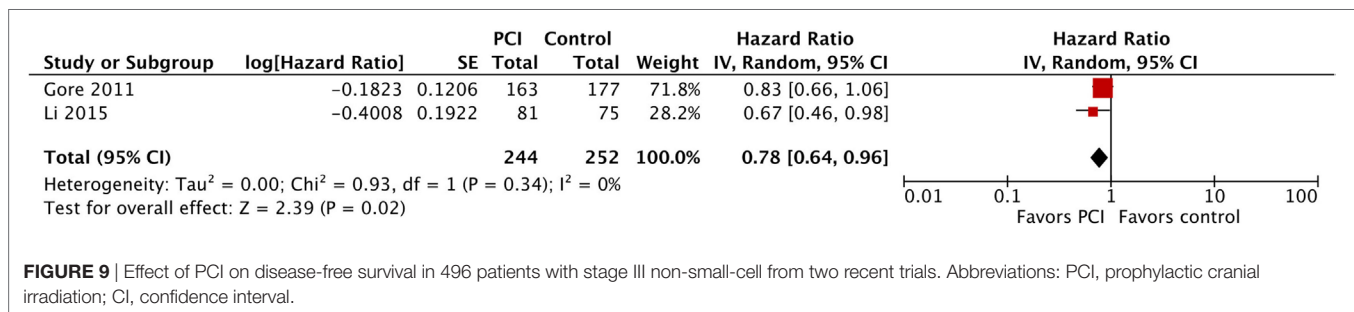 PCI Control Hazard Ratio Hazard Ratio
Study or Subgroup log[Hazard Ratio] SE Total Total Weight IV, Random, 95% CI IV, Random, 95% CI
Gore 2011 −0.1823 0.1206 163 177 71.8% 0.83 [0.66, 1.06]
Li 2015 −0.4008 0.1922 81 75 28.2% 0.67 [0.46, 0.98]
Total (95% CI) 244 252 100.0% 0.78 [0.64, 0.96]
Heterogeneity: Tau² = 0.00; Chi² = 0.93, df = 1 (P = 0.34); I² = 0%
Test for overall effect: Z = 2.39 (P = 0.02)
0.01 0.1 1 10 100
Favors PCI Favors control
FIGURE 9 | Effect of PCI on disease-free survival in 496 patients with stage III non-small-cell from two recent trials. Abbreviations: PCI, prophylactic cranial
irradiation; CI, confidence interval.